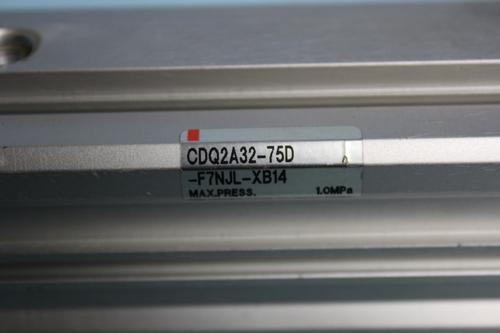 CDQ2A32-75D
-F7NJL-XB14
MAX.PRESS. 1.0MPa